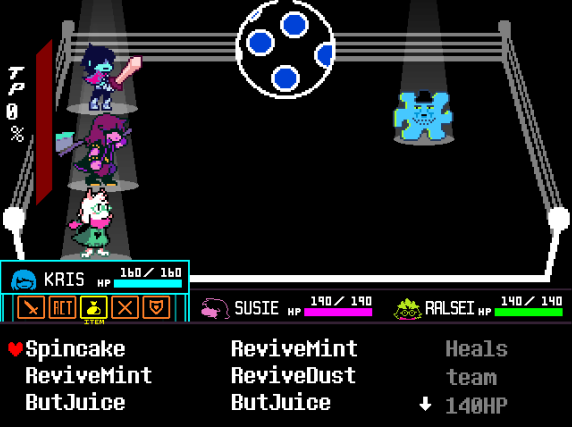 TP
0
%
KRIS HP 160/160
ACT
ITEM
SUSIE HP 190/190
RALSEI HP 140/140
Spincake ReviveMint Heals
ReviveMint ReviveDust team
ButJuice ButJuice 140HP